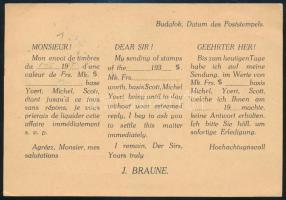 Budafok, Datum des Poststempels.
MONSIEUR!
Mon envoi de timbres
du 19 d'une
valeur de Frs. Mk. $.
base
Yvert, Michel, Scott,
étant jusqu'à ce jour
sans réponse, je vous
prierais de liquider cette
affaire immédiatement
s. v. p.
Agréez, Monsier, mes
salutations
DEAR SIR!
My sending of stamps
of the 193 $
Mk. Frs.
worth, basis Scott, Michel
Yvert being until to day
without your esteemed
reply, I beg to ask you
to settle this matter
immediately.
I remain, Der Sirs,
Yours truly
GEEHRTER HER!
Bis zum heutigen Tage
habe ich auf meine
Sendung, im Werte von
Mk. Frs. $. Basis
Michel, Yvert, Scott,
welche ich Ihnen am
19 machte,
keine Antwort erhalten.
Ich bitte Sie höfl. um
sofortige Erledigung.
Hochachtungsvoll
J. BRAUNE.